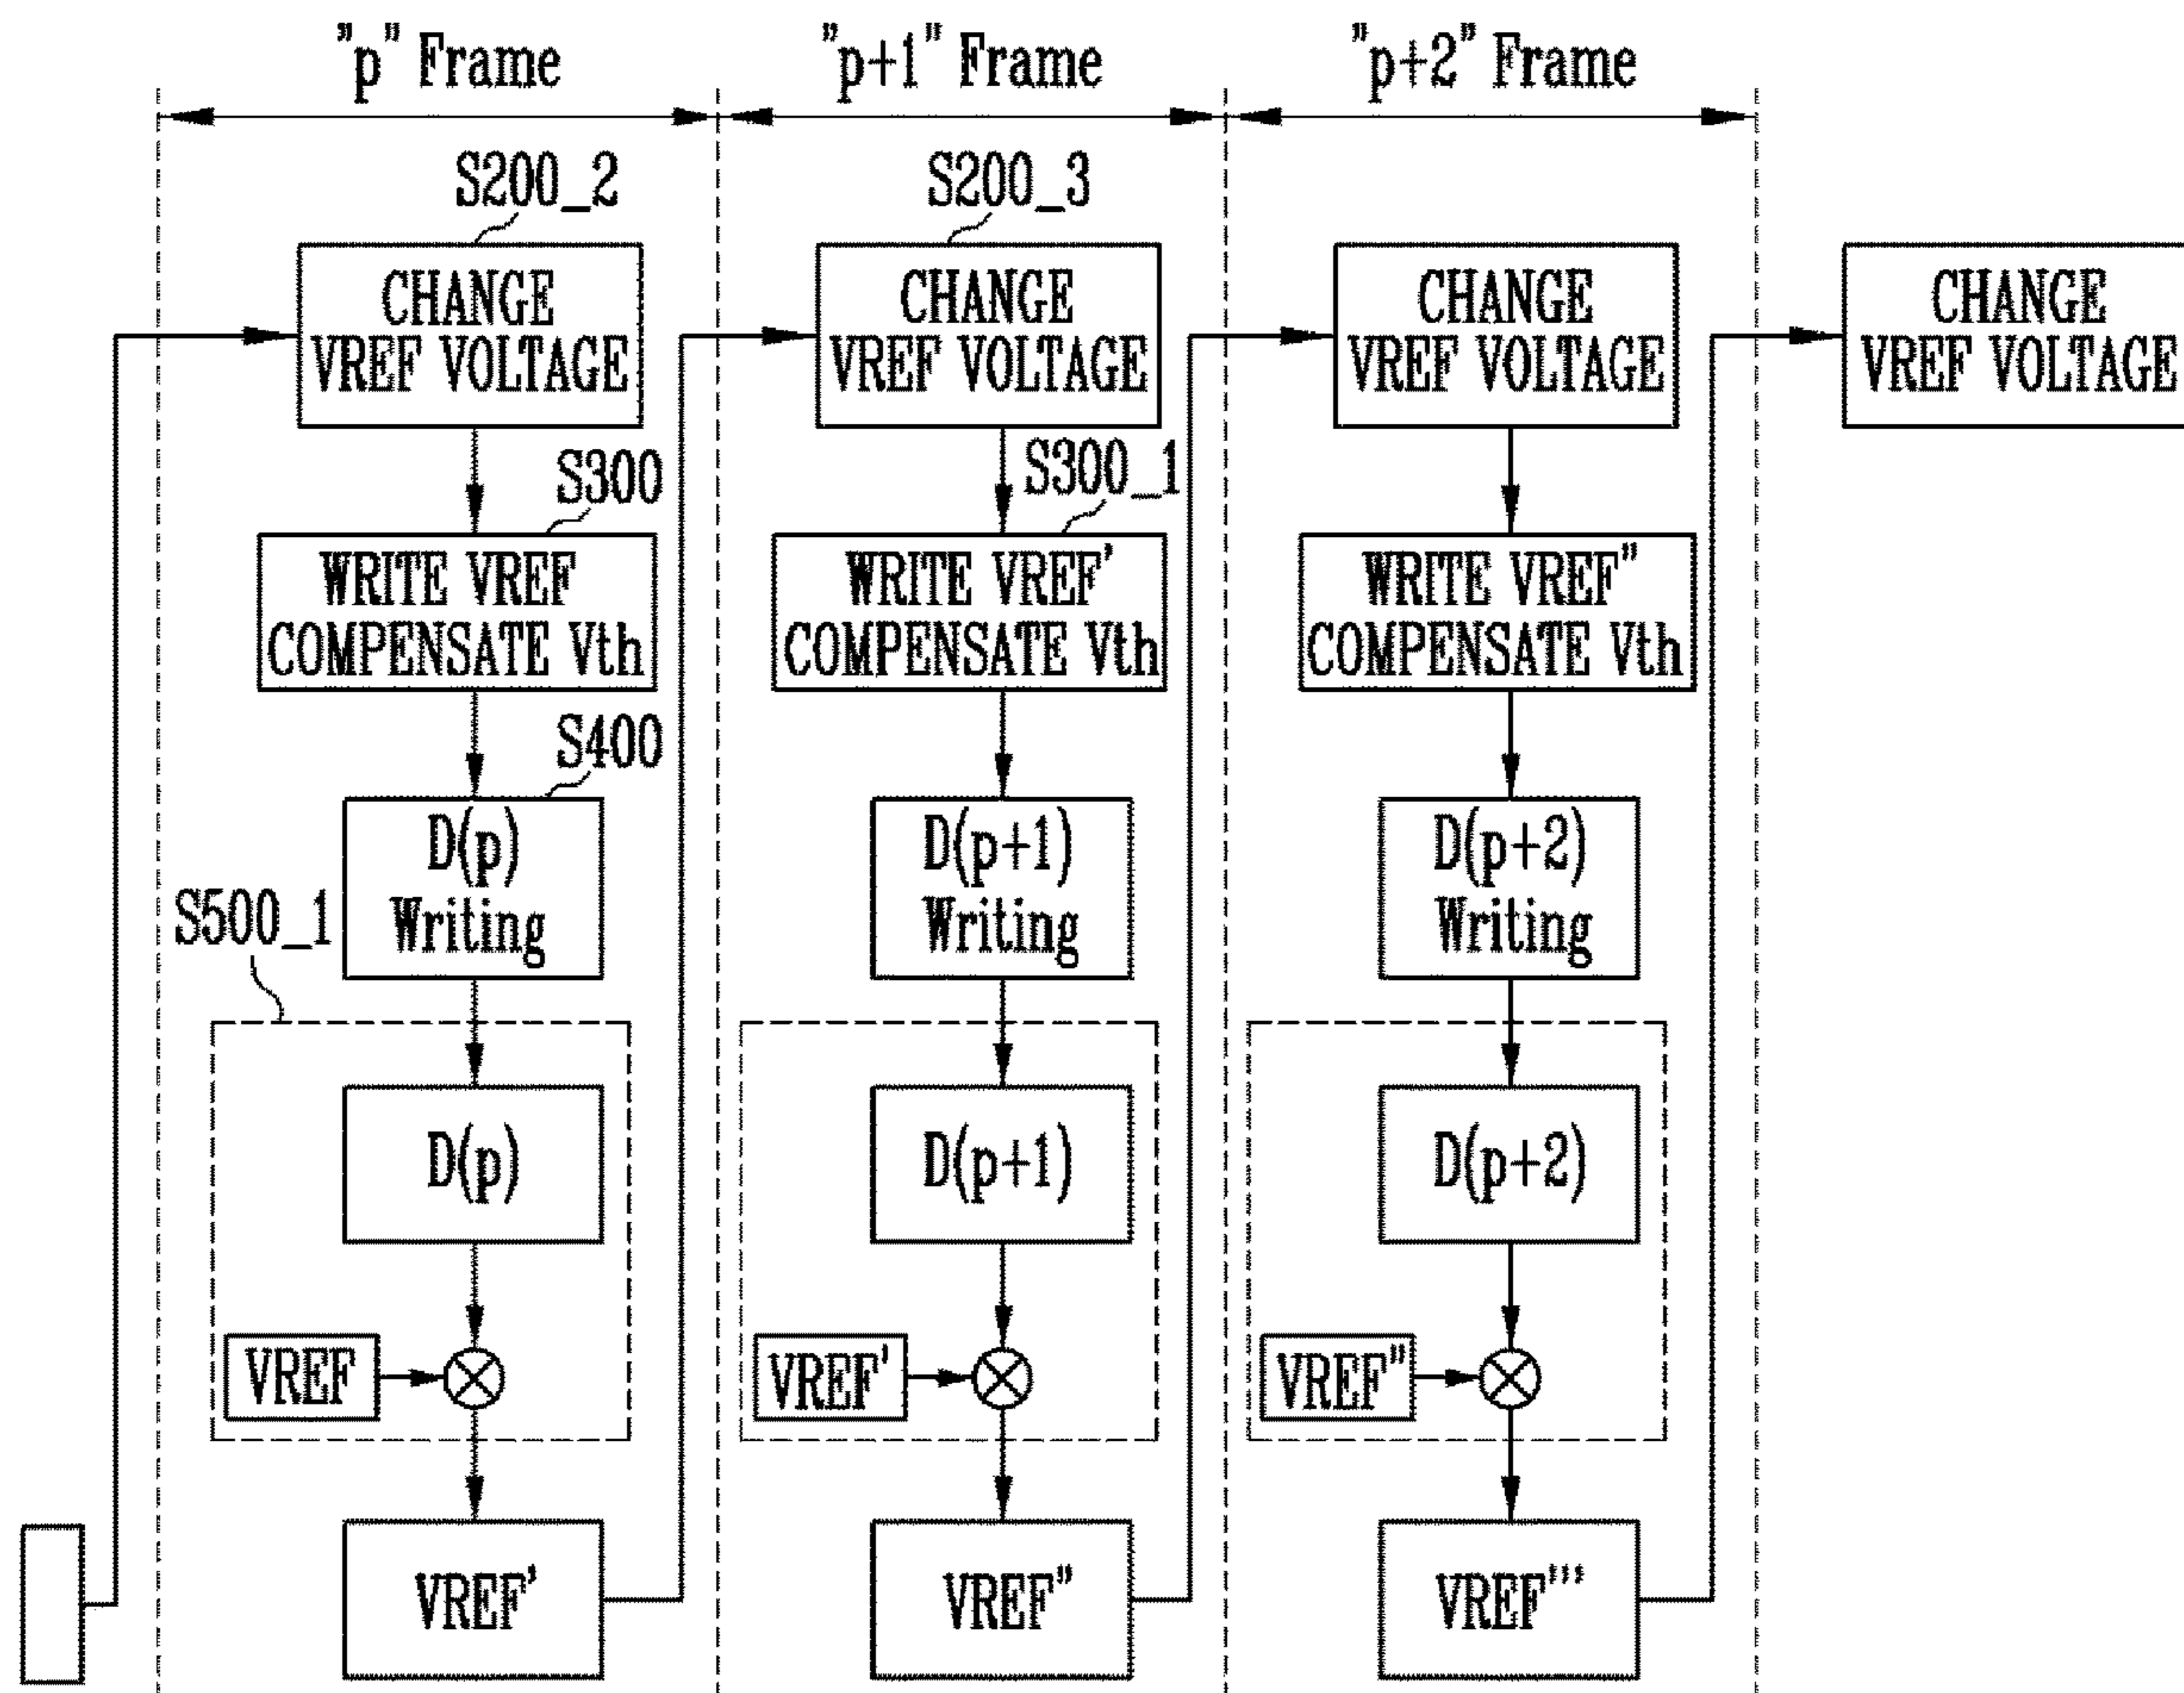 "p" Frame
"p+1" Frame
"p+2" Frame
S200_2
S200_3
CHANGE
VREF VOLTAGE
CHANGE
VREF VOLTAGE
CHANGE
VREF VOLTAGE
CHANGE
VREF VOLTAGE
S300
S300_1
WRITE VREF
COMPENSATE Vth
WRITE VREF'
COMPENSATE Vth
WRITE VREF"
COMPENSATE Vth
S400
D(p)
Writing
D(p+1)
Writing
D(p+2)
Writing
S500_1
D(p)
D(p+1)
D(p+2)
VREF
VREF'
VREF"
VREF'
VREF"
VREF'''